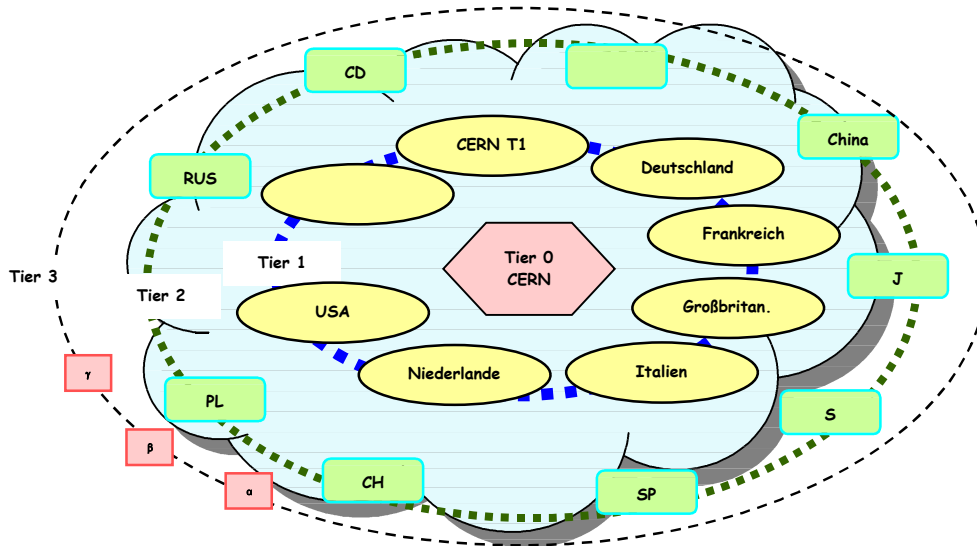 CD
China
CERN T1
Deutschland
RUS
Frankreich
Tier 0
CERN
Tier 1
Tier 3
J
Tier 2
USA
Großbritan.
Niederlande
Italien
γ
PL
S
β
CH
SP
α